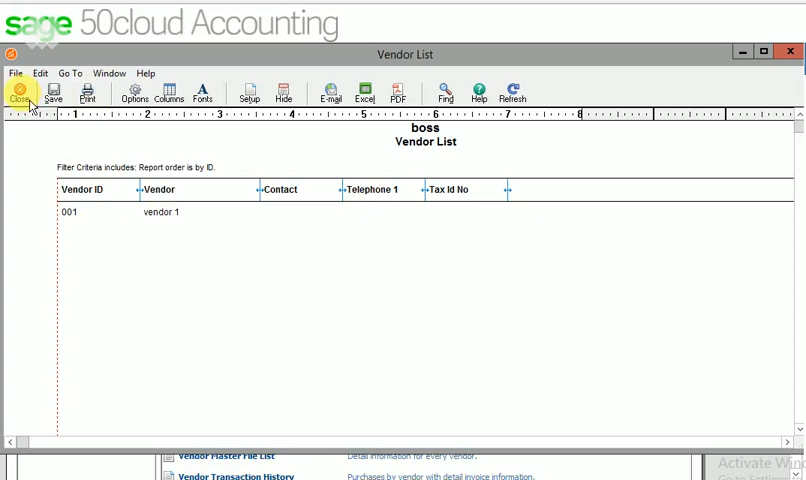 sage 50cloud Accounting
Vendor List
File Edit Go To Window Help
Close Save Print Options Columns Fonts Setup Hide E-mail Excel PDF Find Help Refresh
1 2 3 4 5 6 7 8
boss
Vendor List
Filter Criteria includes: Report order is by ID.
Vendor ID Vendor Contact Telephone 1 Tax Id No
001 vendor 1
Vendor Master File List Detail information for every vendor.
Activate Win
Vendor Transaction History Purchases by vendor with detail invoice information.
Go to Settings